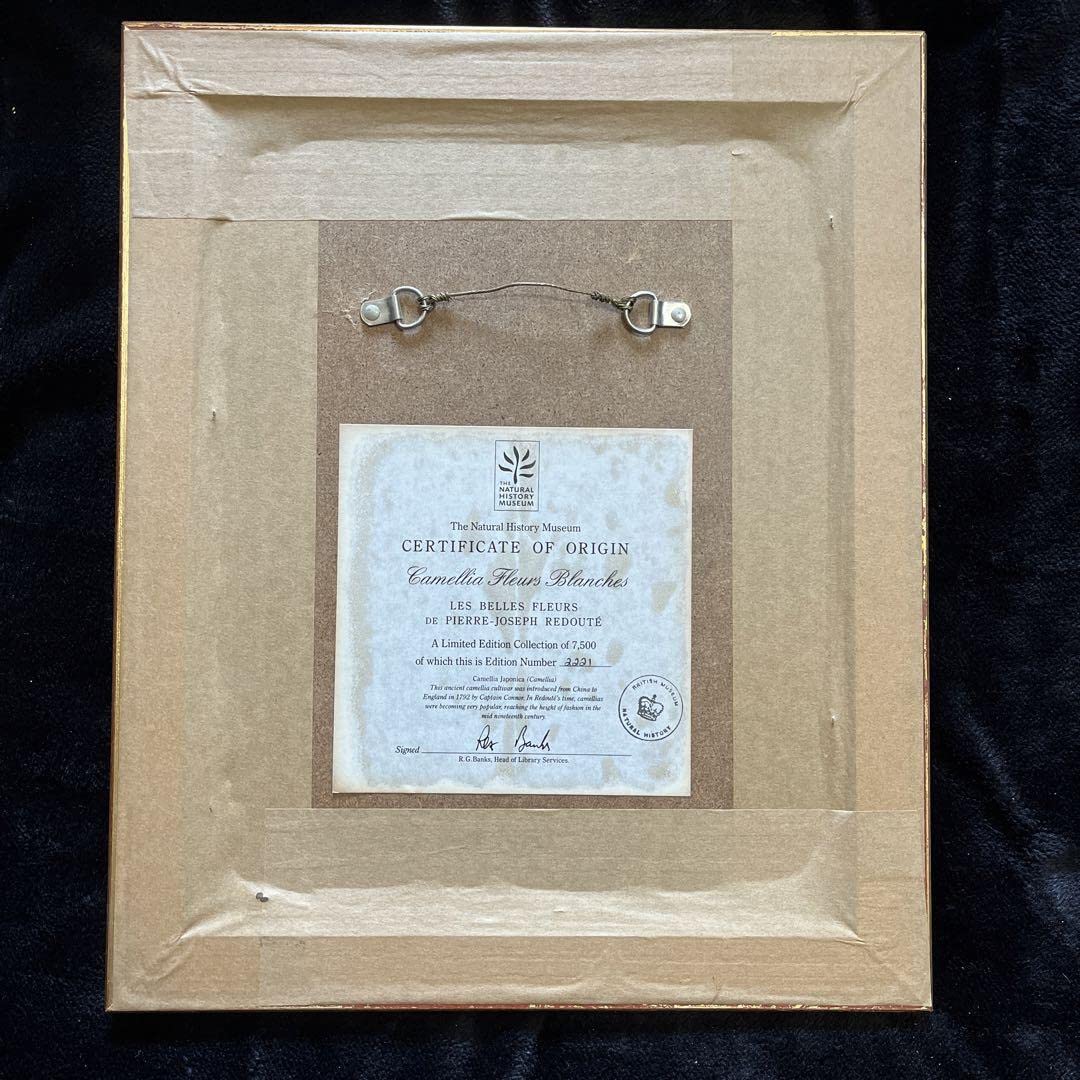 THE
NATURAL
HISTORY
MUSEUM
The Natural History Museum
CERTIFICATE OF ORIGIN
Camellia Fleurs Blanches
LES BELLES FLEURS
DE PIERRE-JOSEPH REDOUTÉ
A Limited Edition Collection of 7,500
of which this is Edition Number 2221
Camellia Japonica (Camellia)
This ancient camellia cultivar was introduced from China to
England in 1792 by Captain Connor. In Redouté's time, camellias
were becoming very popular, reaching the height of fashion in the
mid nineteenth century.
BRITISH MUSEUM
NATURAL HISTORY
Signed Rex Banks
R.G. Banks, Head of Library Services.